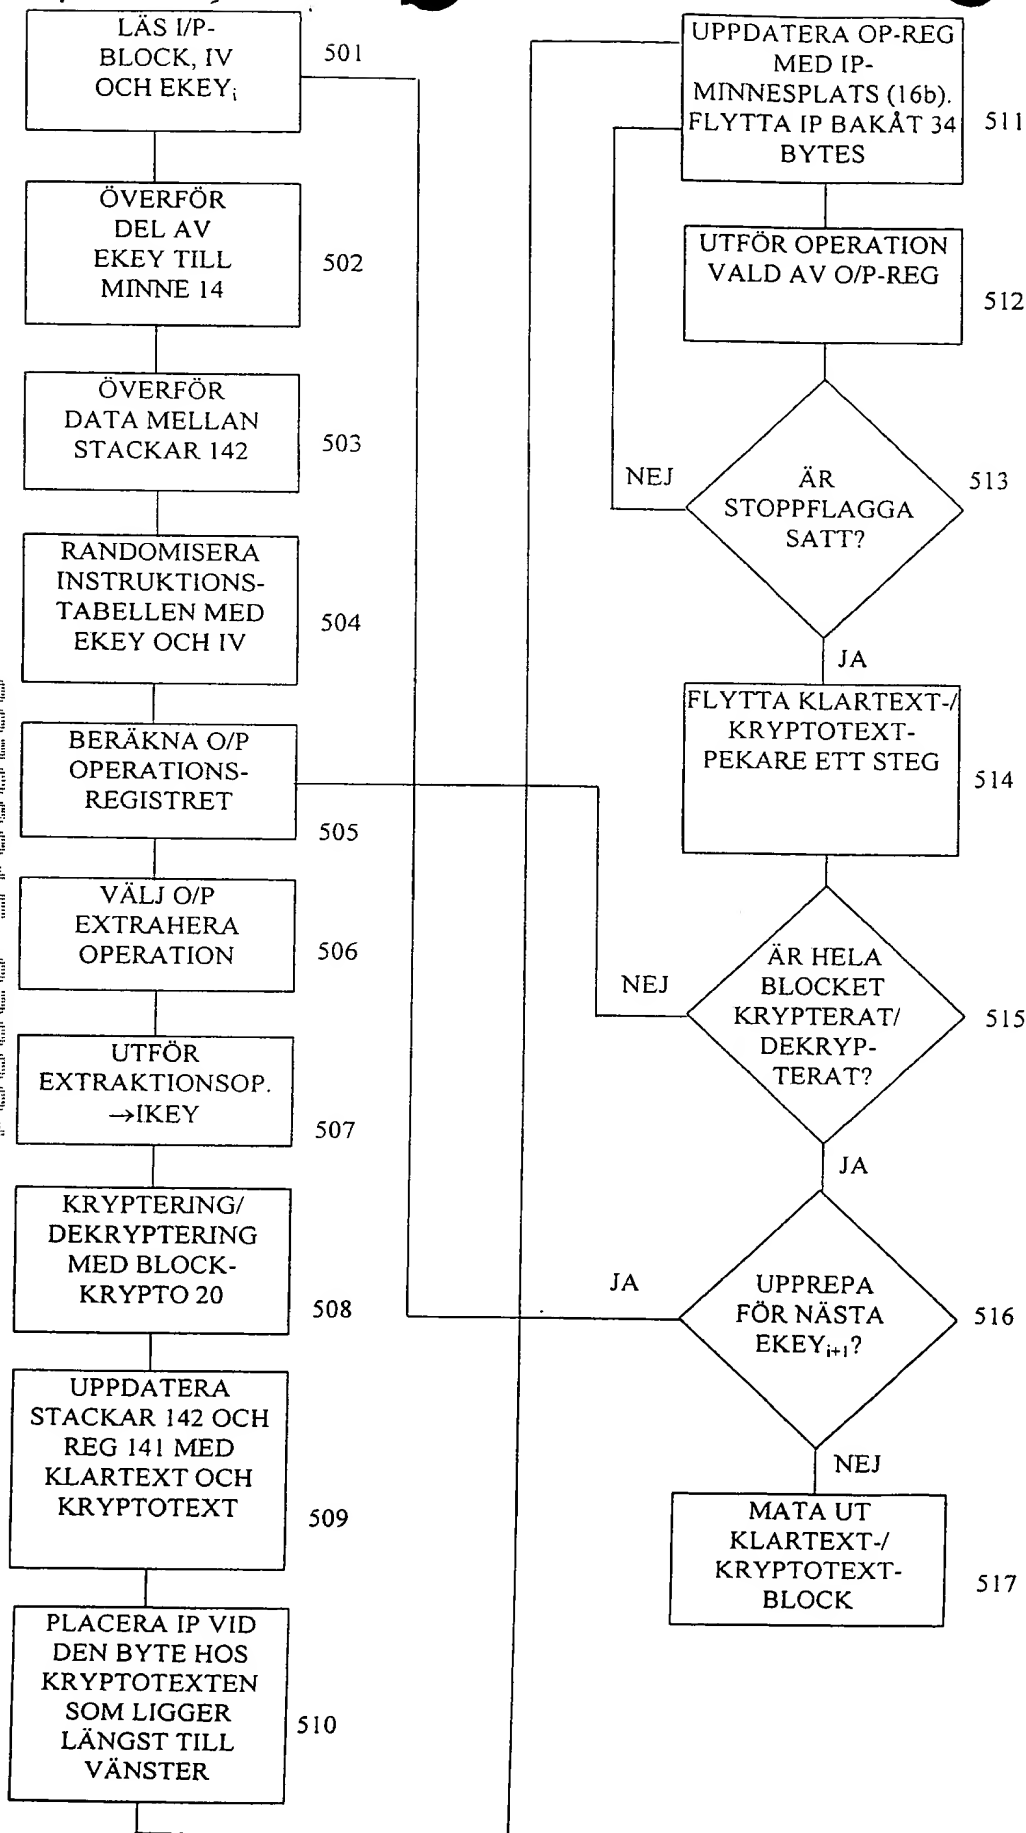 LÄS I/P-
BLOCK, IV
OCH EKEYi
501
ÖVERFÖR
DEL AV
EKEY TILL
MINNE 14
502
ÖVERFÖR
DATA MELLAN
STACKAR 142
503
RANDOMISERA
INSTRUKTIONS-
TABELLEN MED
EKEY OCH IV
504
BERÄKNA O/P
OPERATIONS-
REGISTRET
505
VÄLJ O/P
EXTRAHERA
OPERATION
506
UTFÖR
EXTRAKTIONSOP.
→IKEY
507
KRYPTERING/
DEKRYPTERING
MED BLOCK-
KRYPTO 20
508
UPPDATERA
STACKAR 142 OCH
REG 141 MED
KLARTEXT OCH
KRYPTOTEXT
509
PLACERA IP VID
DEN BYTE HOS
KRYPTOTEXTEN
SOM LIGGER
LÄNGST TILL
VÄNSTER
510
UPPDATERA OP-REG
MED IP-
MINNESPLATS (16b).
FLYTTA IP BAKÅT 34
BYTES
511
UTFÖR OPERATION
VALD AV O/P-REG
512
NEJ
ÄR
STOPPFLAGGA
SATT?
513
JA
FLYTTA KLARTEXT-/
KRYPTOTEXT-
PEKARE ETT STEG
514
NEJ
ÄR HELA
BLOCKET
KRYPTERAT/
DEKRYP-
TERAT?
515
JA
JA
UPPREPA
FÖR NÄSTA
EKEYi+1?
516
NEJ
MATA UT
KLARTEXT-/
KRYPTOTEXT-
BLOCK
517